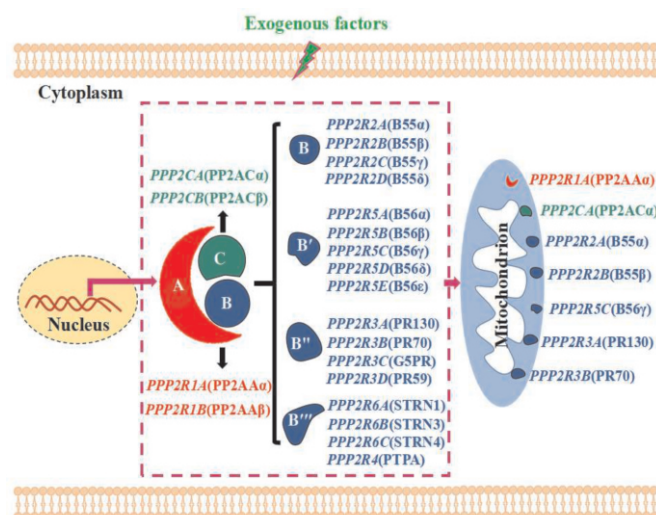 Exogenous factors
Cytoplasm
PPP2CA(PP2ACα)
PPP2CB(PP2ACβ)
A
C
B
PPP2R1A(PP2AAα)
PPP2R1B(PP2AAβ)
Nucleus
B
PPP2R2A(B55α)
PPP2R2B(B55β)
PPP2R2C(B55γ)
PPP2R2D(B55δ)
B′
PPP2R5A(B56α)
PPP2R5B(B56β)
PPP2R5C(B56γ)
PPP2R5D(B56δ)
PPP2R5E(B56ε)
B″
PPP2R3A(PR130)
PPP2R3B(PR70)
PPP2R3C(G5PR)
PPP2R3D(PR59)
B‴
PPP2R6A(STRN1)
PPP2R6B(STRN3)
PPP2R6C(STRN4)
PPP2R4(PTPA)
Mitochondrion
PPP2R1A(PP2AAα)
PPP2CA(PP2ACα)
PPP2R2A(B55α)
PPP2R2B(B55β)
PPP2R5C(B56γ)
PPP2R3A(PR130)
PPP2R3B(PR70)